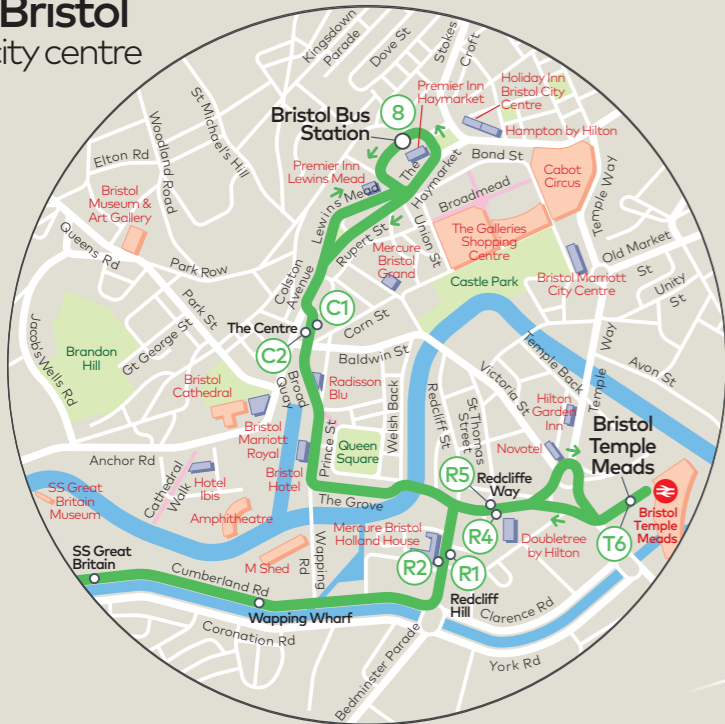 Bristol
city centre
Kingsdown
Parade
Dove St
Stokes
Croft
Premier Inn
Haymarket
Holiday Inn
Bristol City
Centre
Hampton by Hilton
8
Bristol Bus
Station
St Michael's Hill
Woodland Road
Elton Rd
Premier Inn
Lewins Mead
Lewins Mead
The
Haymarket
Bond St
Cabot
Circus
Temple Way
Broadmead
Bristol
Museum &
Art Gallery
Queens Rd
Park Row
Rupert St
Union St
The Galleries
Shopping
Centre
Mercure
Bristol
Grand
Old Market
St
Castle Park
Bristol Marriott
City Centre
Unity
St
Colston
Avenue
Park St
C1
The Centre
C2
Corn St
Baldwin St
Gt George St
Jacob's Wells Rd
Brandon
Hill
Victoria St
Temple Back
Temple Way
Avon St
Bristol
Cathedral
Broad
Quay
Radisson
Blu
Welsh Back
Redcliff St
St Thomas
Street
Hilton
Garden
Inn
Bristol
Marriott
Royal
Prince St
Queen
Square
Novotel
Bristol
Temple
Meads
Anchor Rd
Cathedral
Walk
Hotel
Ibis
Bristol
Hotel
R5
Redcliffe
Way
SS Great
Britain
Museum
Amphitheatre
The Grove
R4
Bristol
Temple
Meads
Mercure Bristol
Holland House
Doubletree
by Hilton
T6
M Shed
Wapping
Rd
R2
R1
SS Great
Britain
Cumberland Rd
Redcliff
Hill
Wapping Wharf
Clarence Rd
Coronation Rd
Bedminster Parade
York Rd